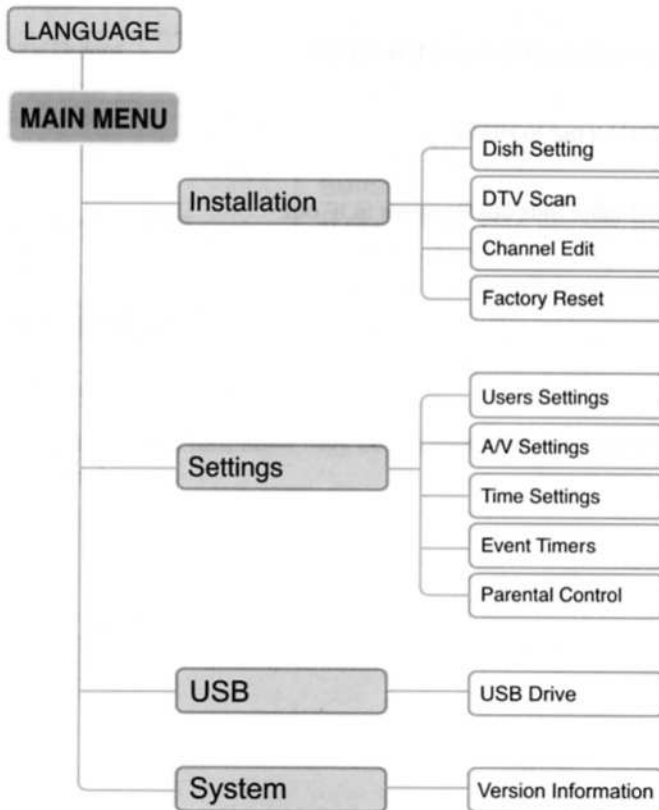 LANGUAGE
MAIN MENU
Installation
Dish Setting
DTV Scan
Channel Edit
Factory Reset
Settings
Users Settings
A/V Settings
Time Settings
Event Timers
Parental Control
USB
USB Drive
System
Version Information